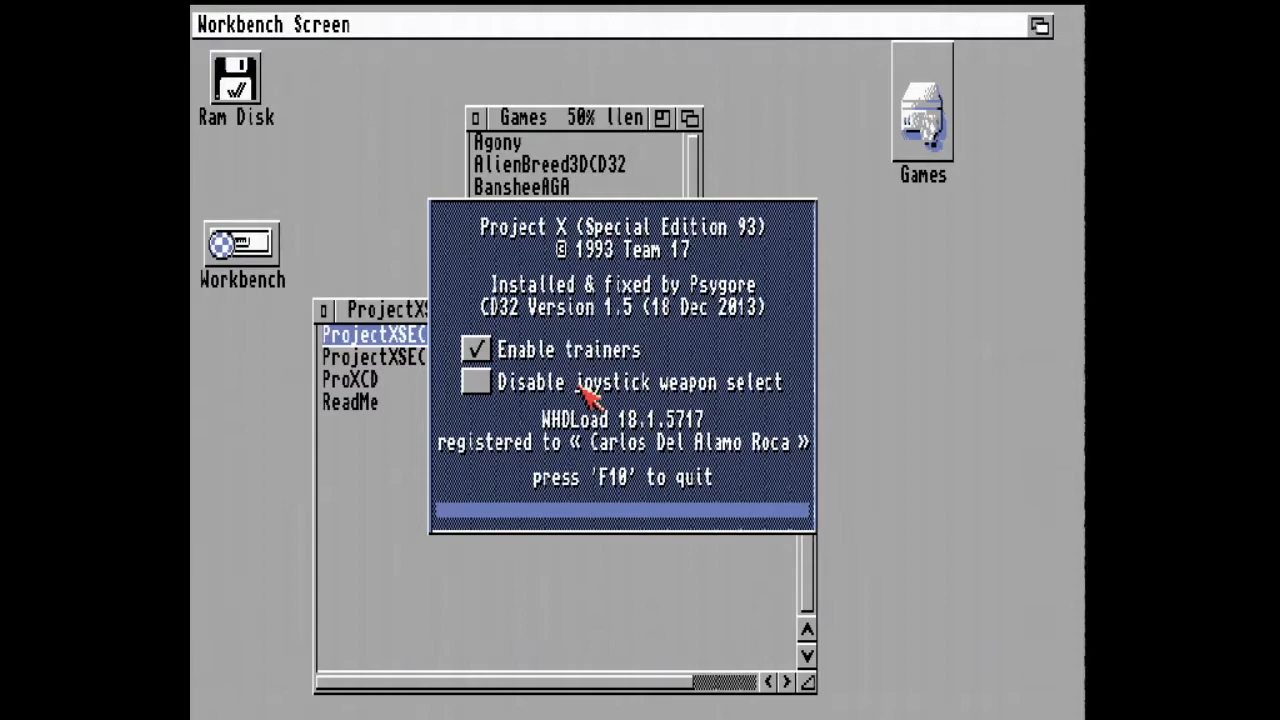 Workbench Screen
Ram Disk
Games
Workbench
Games 50% llen
Agony
AlienBreed3DCD32
BansheeAGA
ProjectXS
ProjectXSEC
ProjectXSEC
ProXCD
ReadMe
Project X (Special Edition 93)
© 1993 Team 17
Installed & fixed by Psygore
CD32 Version 1.5 (18 Dec 2013)
Enable trainers
Disable joystick weapon select
WHDLoad 18.1.5717
registered to « Carlos Del Alamo Roca »
press 'F10' to quit